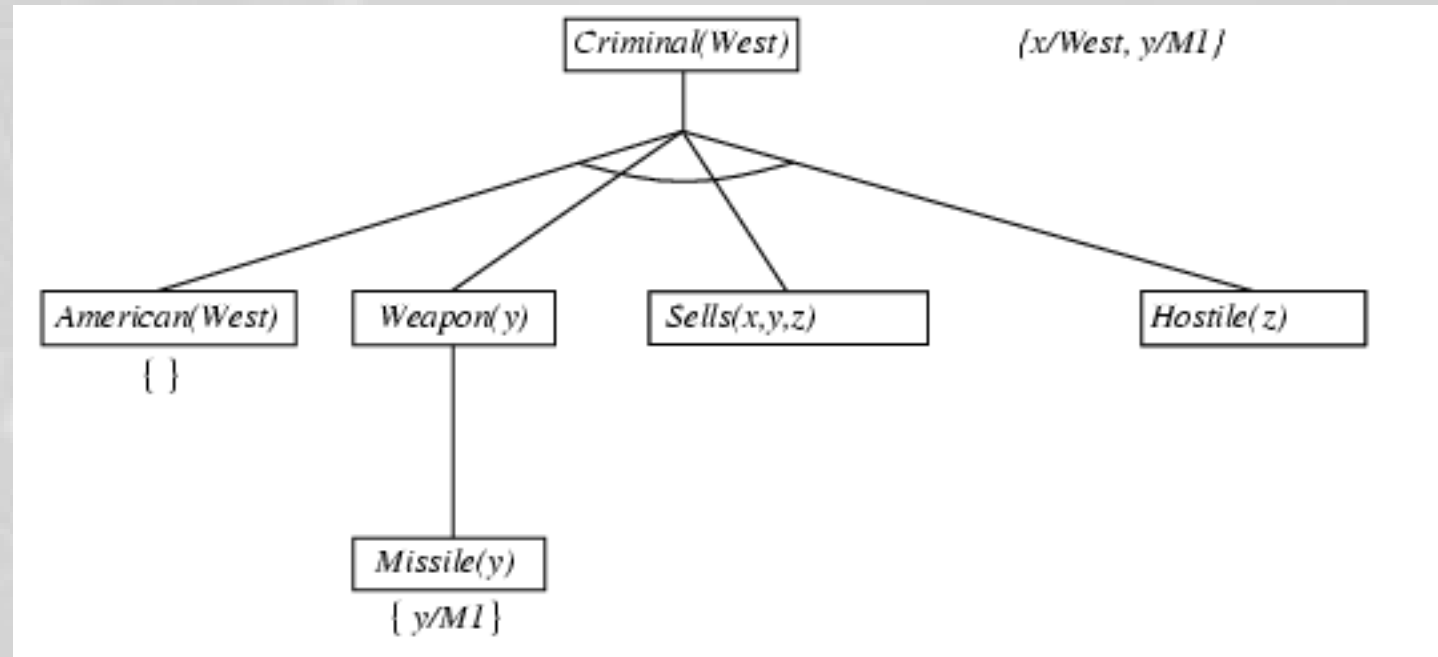 Criminal(West)
{x/West, y/M1}
American(West)
Weapon(y)
Sells(x,y,z)
Hostile(z)
{ }
Missile(y)
{ y/M1 }